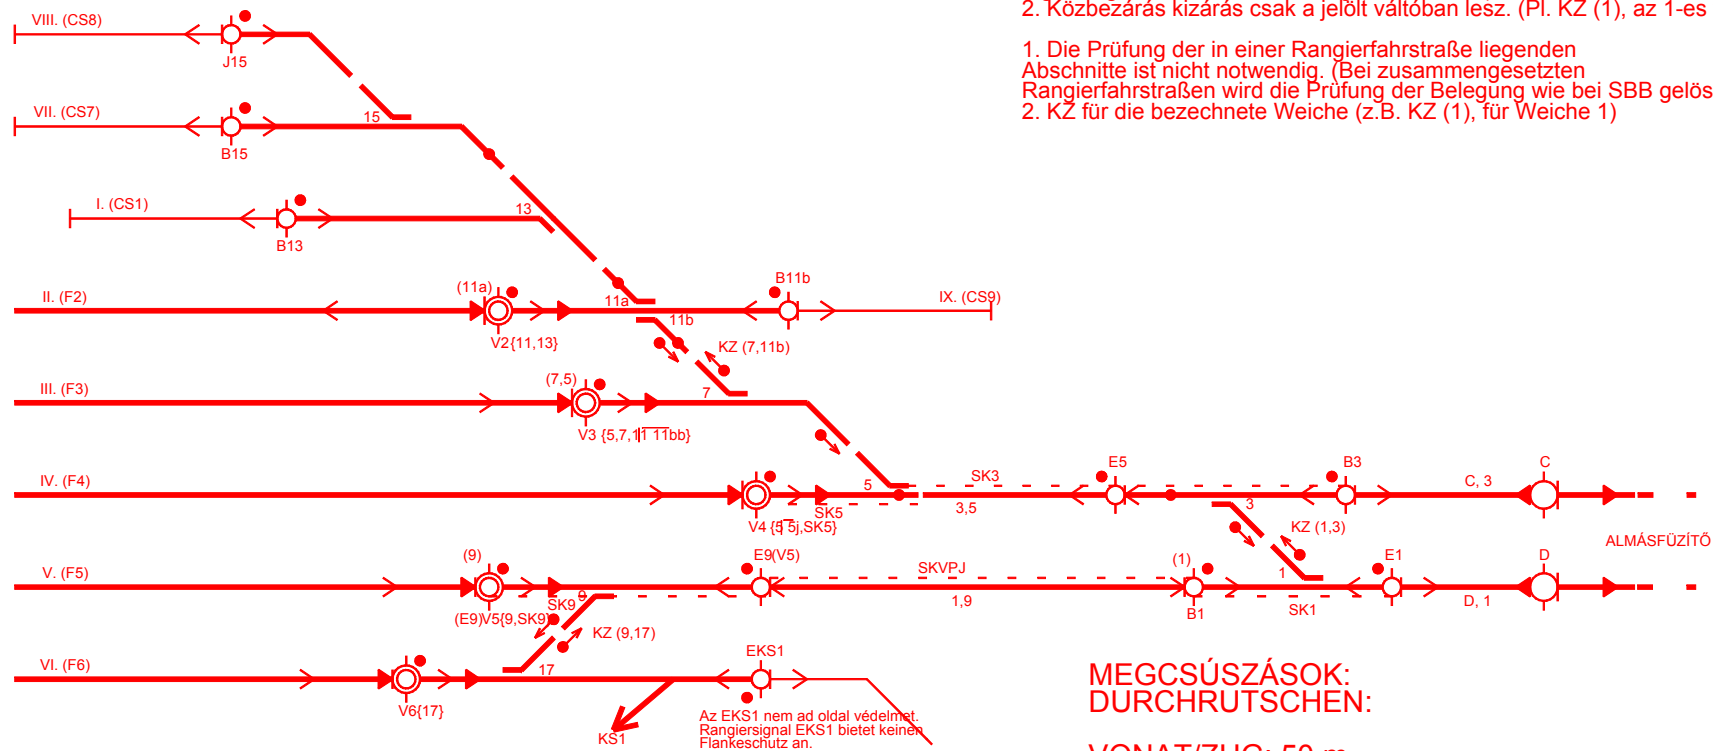 2. Közbezárás kizárás csak a jelölt váltóban lesz. (Pl. KZ (1), az 1-es
1. Die Prüfung der in einer Rangierfahrstraße liegenden
Abschnitte ist nicht notwendig. (Bei zusammengesetzten
Rangierfahrstraßen wird die Prüfung der Belegung wie bei SBB gelös
2. KZ für die bezechnete Weiche (z.B. KZ (1), für Weiche 1)
VIII. (CS8)
J15
VII. (CS7)
15
B15
I. (CS1)
13
B13
B11b
(11a)
II. (F2)
11a
IX. (CS9)
11b
V2{11,13}
KZ (7,11b)
(7,5)
III. (F3)
7
V3 {5,7,11 11bb}
E5
B3
C
IV. (F4)
SK3
C, 3
5
3,5
3
SK5
V4 {5 5j,SK5}
KZ (1,3)
ALMÁSFÜZÍTŐ
(9)
E9(V5)
(1)
E1
D
V. (F5)
SKVPJ
1
9
1,9
D, 1
SK9
B1
SK1
(E9)V5{9,SK9}
KZ (9,17)
EKS1
VI. (F6)
17
V6{17}
KS1
Az EKS1 nem ad oldal védelmet.
Rangiersignal EKS1 bietet keinen
Flankeschutz an.
MEGCSÚSZÁSOK:
DURCHRUTSCHEN:
VONAT/ZUG: 50 m